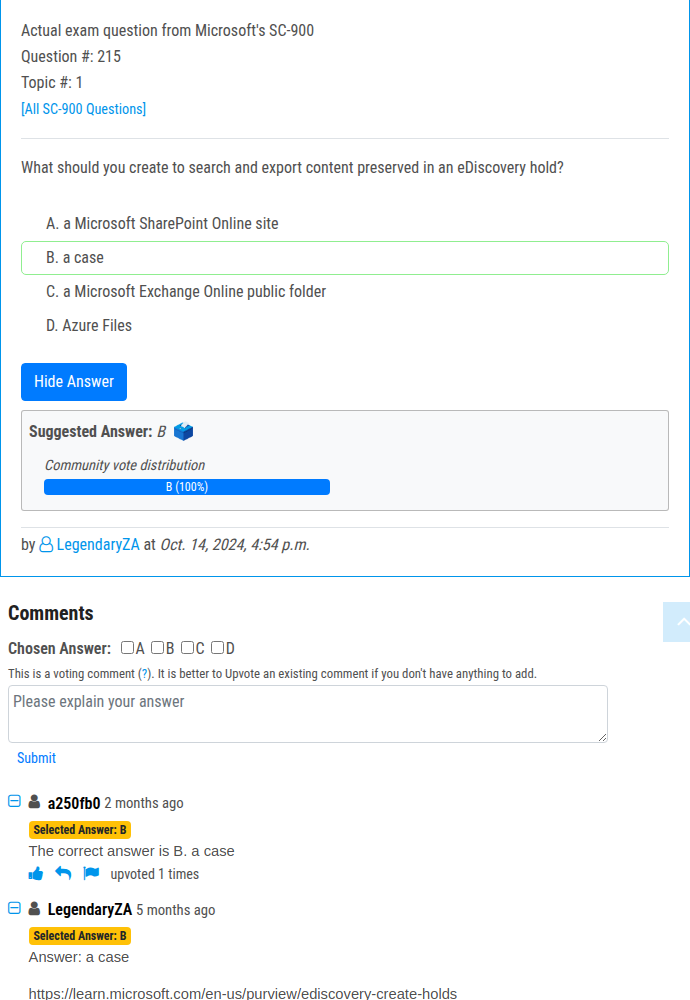 Actual exam question from Microsoft's SC-900
Question #: 215
Topic #: 1
[All SC-900 Questions]
What should you create to search and export content preserved in an eDiscovery hold?
A. a Microsoft SharePoint Online site
B. a case
C. a Microsoft Exchange Online public folder
D. Azure Files
Hide Answer
Suggested Answer: B
Community vote distribution
B (100%)
by LegendaryZA at Oct. 14, 2024, 4:54 p.m.
Comments
Chosen Answer: A B C D
This is a voting comment (?). It is better to Upvote an existing comment if you don't have anything to add.
Please explain your answer
Submit
a250fb0 2 months ago
Selected Answer: B
The correct answer is B. a case
upvoted 1 times
LegendaryZA 5 months ago
Selected Answer: B
Answer: a case
https://learn.microsoft.com/en-us/purview/ediscovery-create-holds